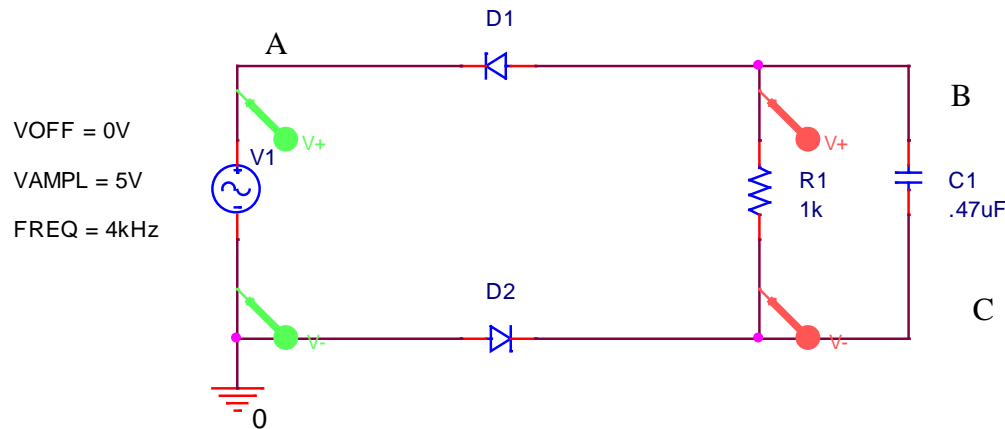 D1
A
B
VOFF = 0V
VAMPL = 5V
FREQ = 4kHz
V+
V1
V+
R1
1k
C1
.47uF
D2
C
V-
V-
0